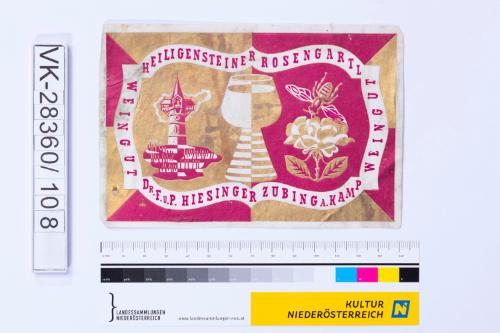 VK-28360/108
HEILIGENSTEINER ROSENGARTL
WEINGUT
WEINGUT
DR. F. u. P. HIESINGER ZÖBING A. KAMP
LANDESSAMMLUNGEN
NIEDERÖSTERREICH
www.landessammlungen-noe.at
KULTUR
NIEDERÖSTERREICH
N